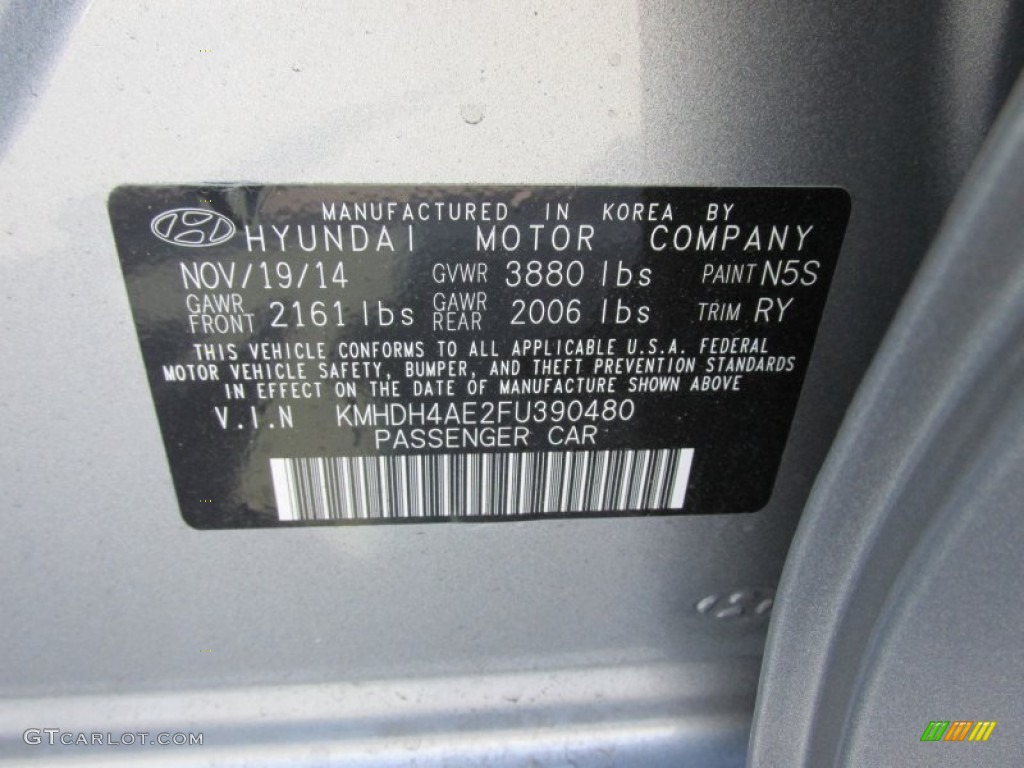 MANUFACTURED IN KOREA BY
HYUNDAI MOTOR COMPANY
NOV/19/14 GVWR 3880 lbs PAINT N5S
GAWR FRONT 2161 lbs GAWR REAR 2006 lbs TRIM RY
THIS VEHICLE CONFORMS TO ALL APPLICABLE U.S.A. FEDERAL
MOTOR VEHICLE SAFETY, BUMPER, AND THEFT PREVENTION STANDARDS
IN EFFECT ON THE DATE OF MANUFACTURE SHOWN ABOVE
V.I.N KMHDH4AE2FU390480
PASSENGER CAR
GTCARLOT.COM